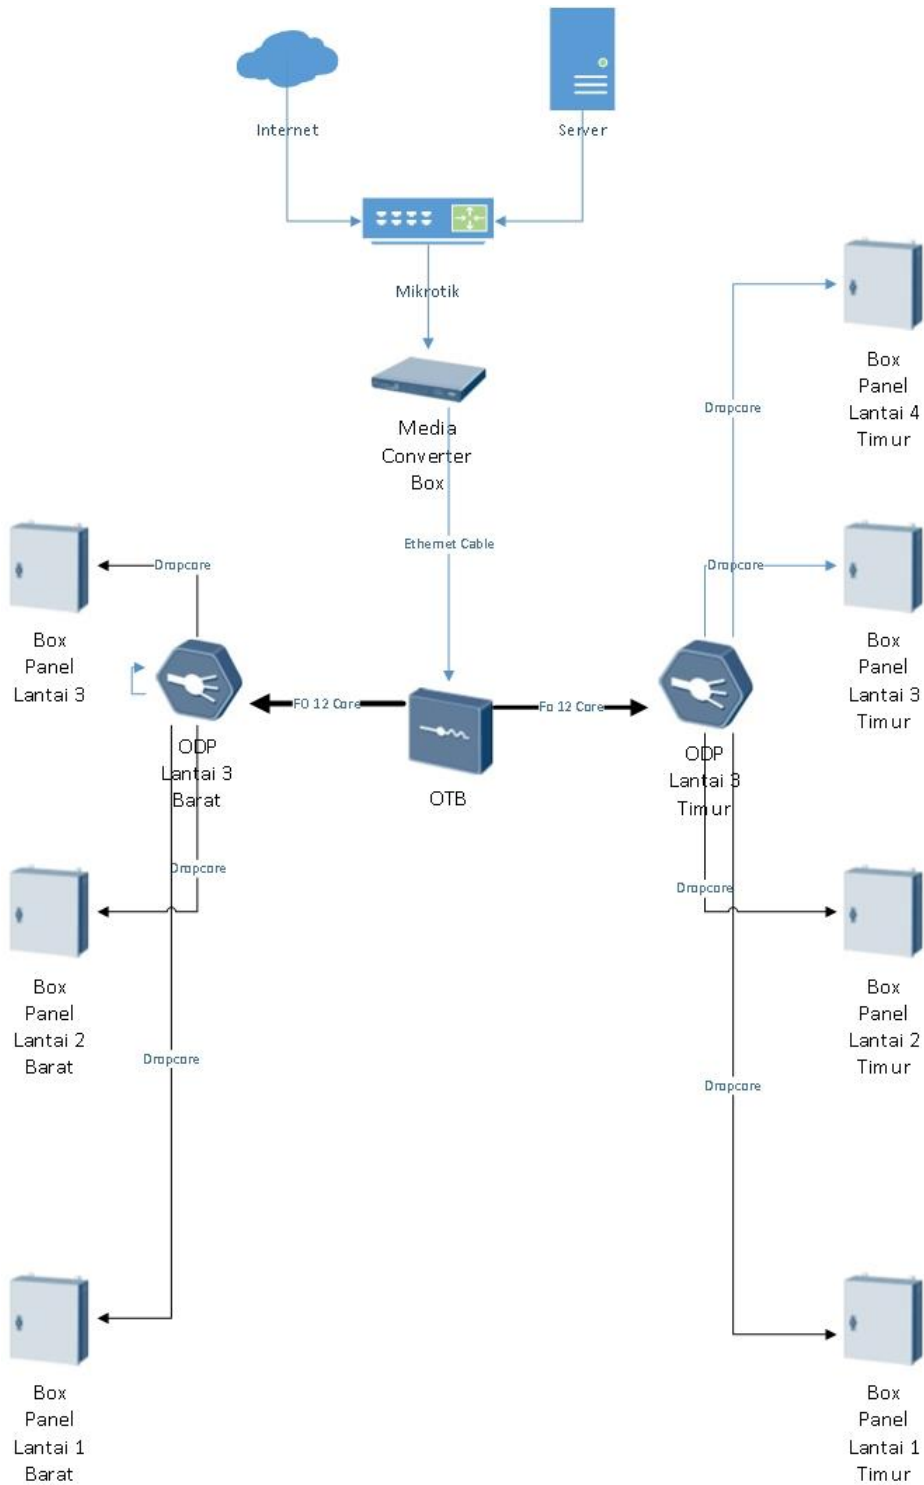 Internet
Server
Mikrotik
Media
Converter
Box
Ethernet Cable
Box
Panel
Lantai 4
Timur
Dropcore
Dropcore
Box
Panel
Lantai 3
Dropcore
Box
Panel
Lantai 3
Timur
FO 12 Core
Fo 12 Core
ODP
Lantai 3
Barat
OTB
ODP
Lantai 3
Timur
Dropcore
Box
Panel
Lantai 2
Barat
Dropcore
Box
Panel
Lantai 2
Timur
Dropcore
Dropcore
Box
Panel
Lantai 1
Barat
Box
Panel
Lantai 1
Timur